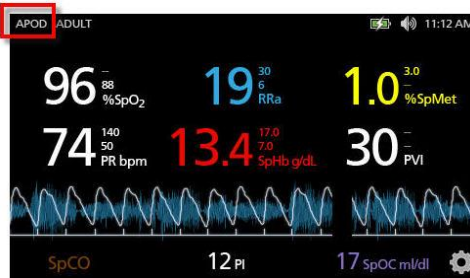 APOD ADULT 11:12 AM
96 – 88 %SpO₂ 19 30 6 RRa 1.0 3.0 – %SpMet
74 140 50 PR bpm 13.4 17.0 7.0 SpHb g/dL 30 – – PVI
SpCO 12 PI 17 SpOC ml/dl